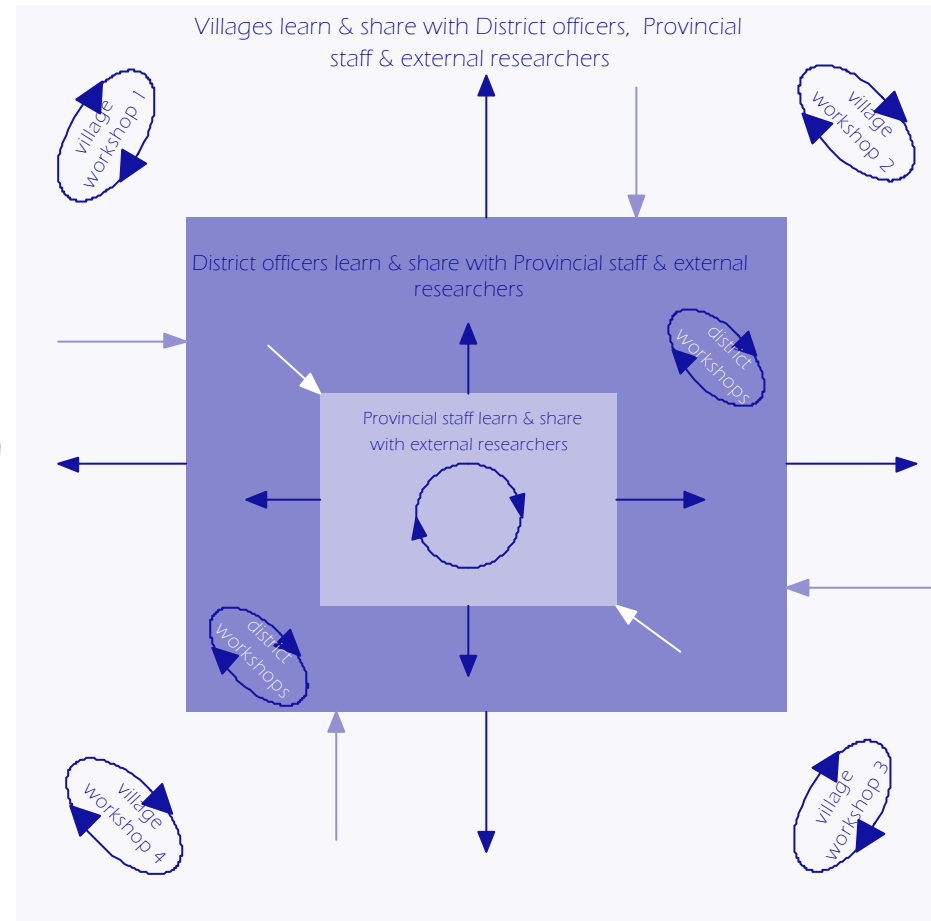 Villages learn & share with District officers, Provincial
staff & external researchers
village
workshop 1
village
workshop 2
District officers learn & share with Provincial staff & external
researchers
district
workshops
Provincial staff learn & share
with external researchers
district
workshops
village
workshop 4
village
workshop 3